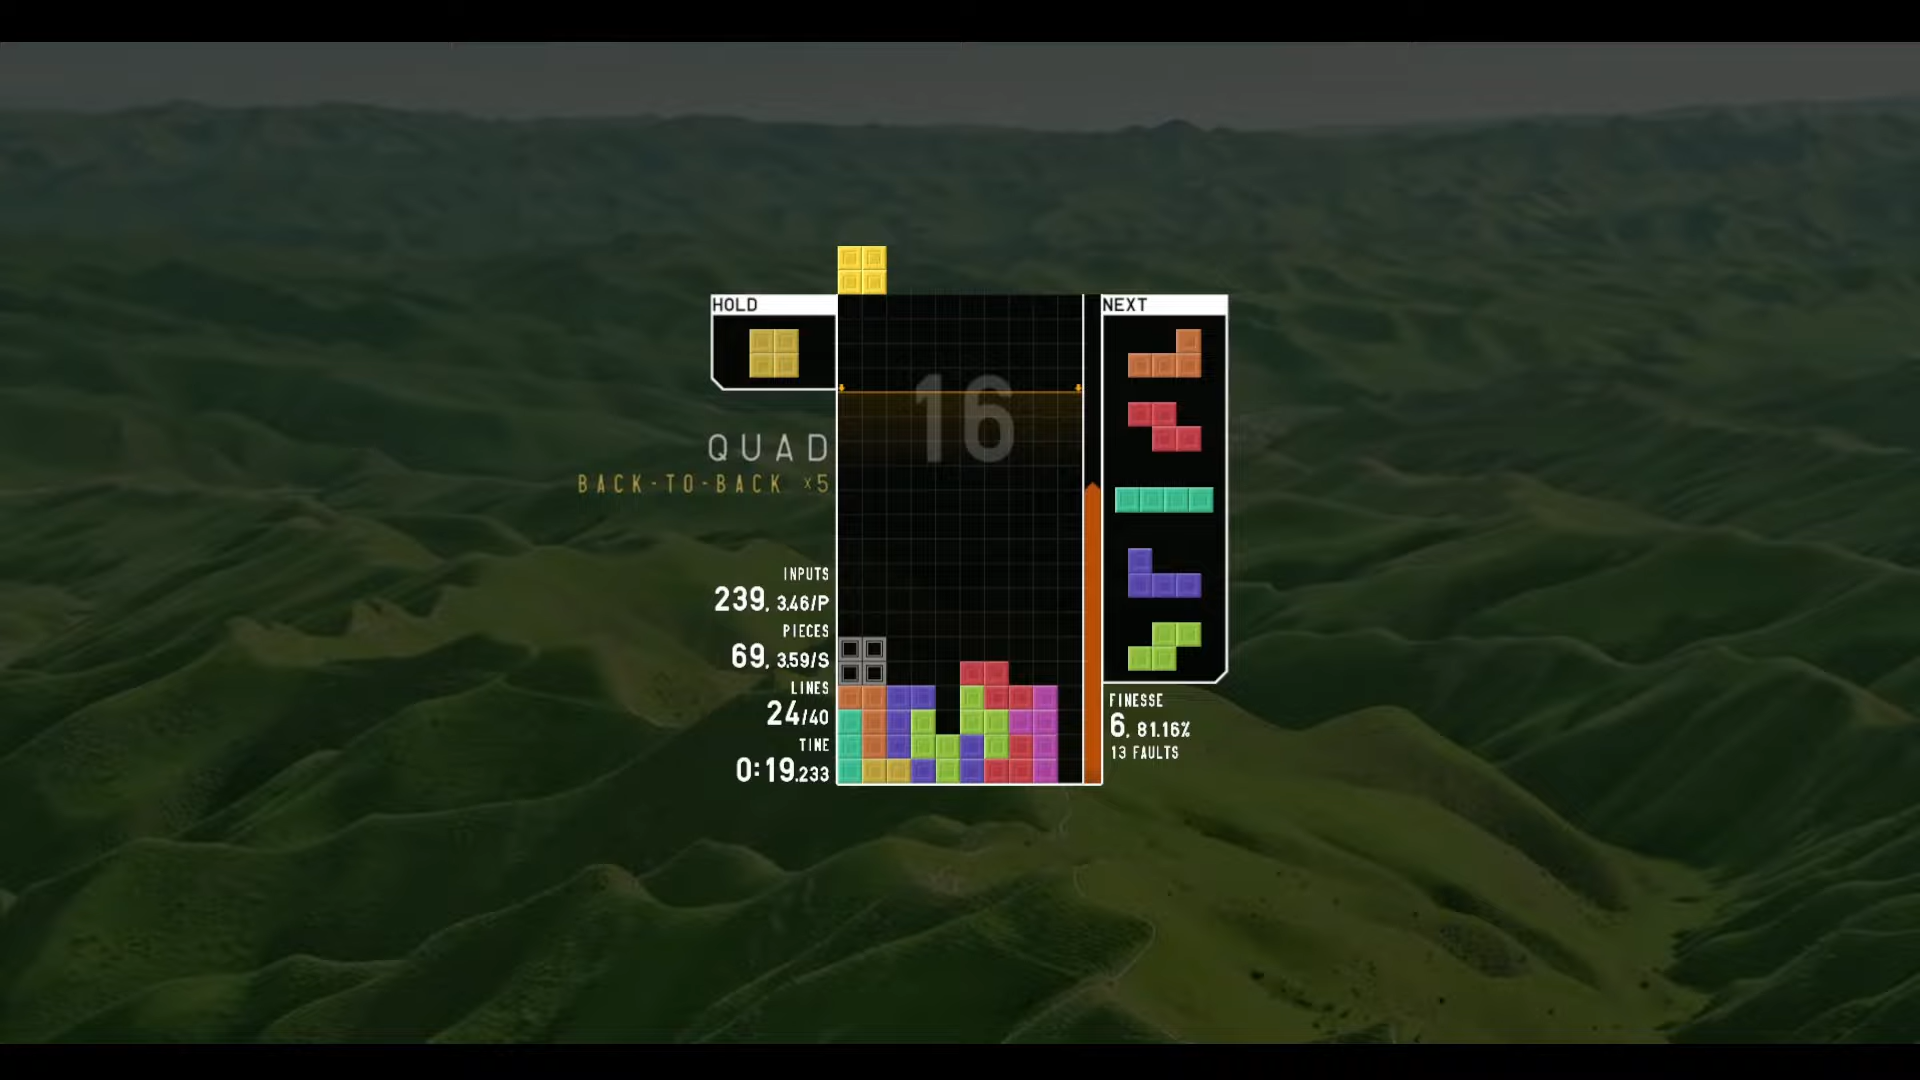 HOLD
NEXT
16
QUAD
BACK-TO-BACK ×5
INPUTS
239, 3.46/P
PIECES
69, 3.59/S
LINES
24/40
TIME
0:19.233
FINESSE
6, 81.16%
13 FAULTS